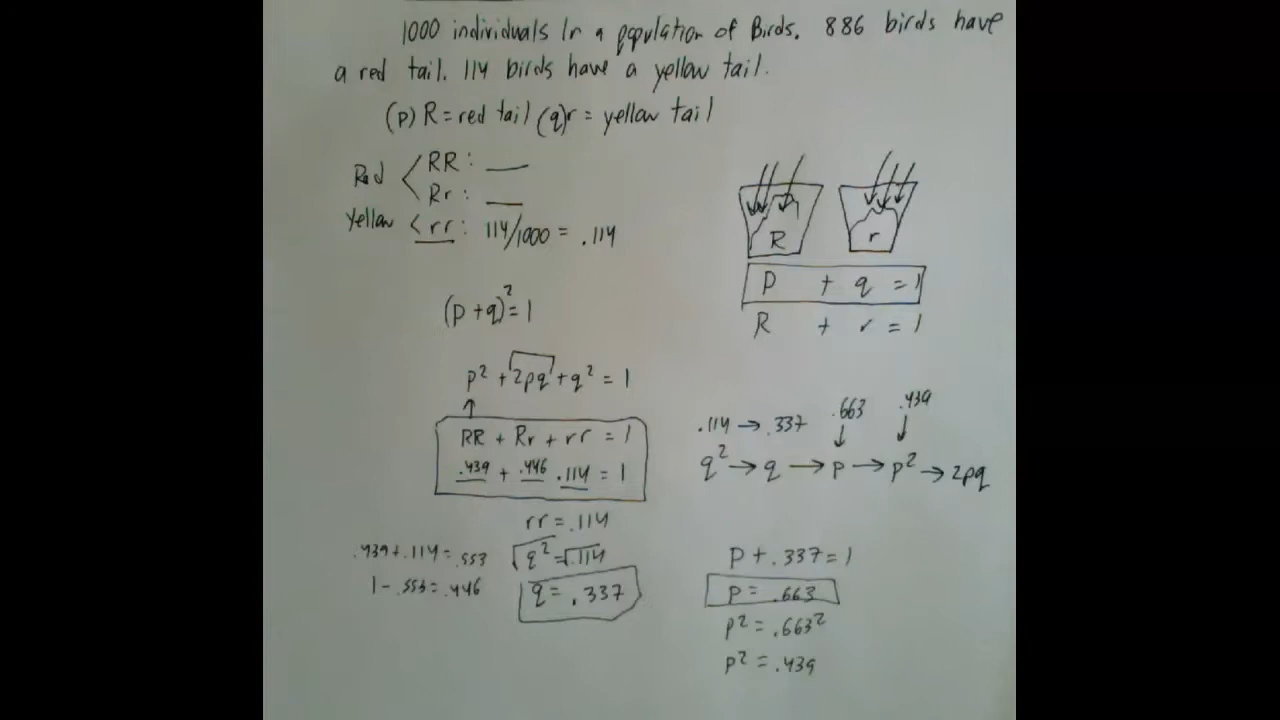 1000 individuals In a population of Birds. 886 birds have
a red tail. 114 birds have a yellow tail.
(p) R = red tail (q) r = yellow tail
Red < RR : __
Rr : __
yellow < rr : 114/1000 = .114
R r
P + q = 1
R + r = 1
(p + q)² = 1
p² + 2pq + q² = 1
RR + Rr + rr = 1
.439 + .446 .114 = 1
.663 .439
.114 → .337
q² → q → p → p² → 2pq
rr = .114
.439 + .114 = .553
√q² = √.114
1 - .553 = .446
q = .337
P + .337 = 1
p = .663
p² = .663²
p² = .439